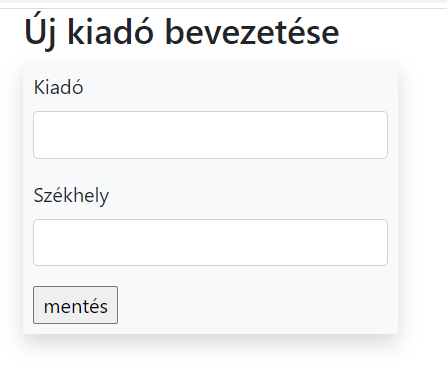 Új kiadó bevezetése
Kiadó
Székhely
mentés